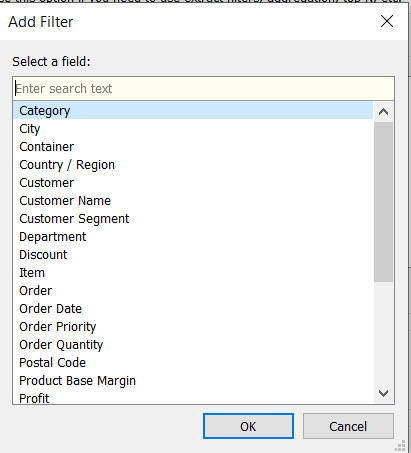 se this option if you need to use extract filters, aggregation, top N, etc.
Add Filter
Select a field:
Enter search text
Category
City
Container
Country / Region
Customer
Customer Name
Customer Segment
Department
Discount
Item
Order
Order Date
Order Priority
Order Quantity
Postal Code
Product Base Margin
Profit
OK
Cancel